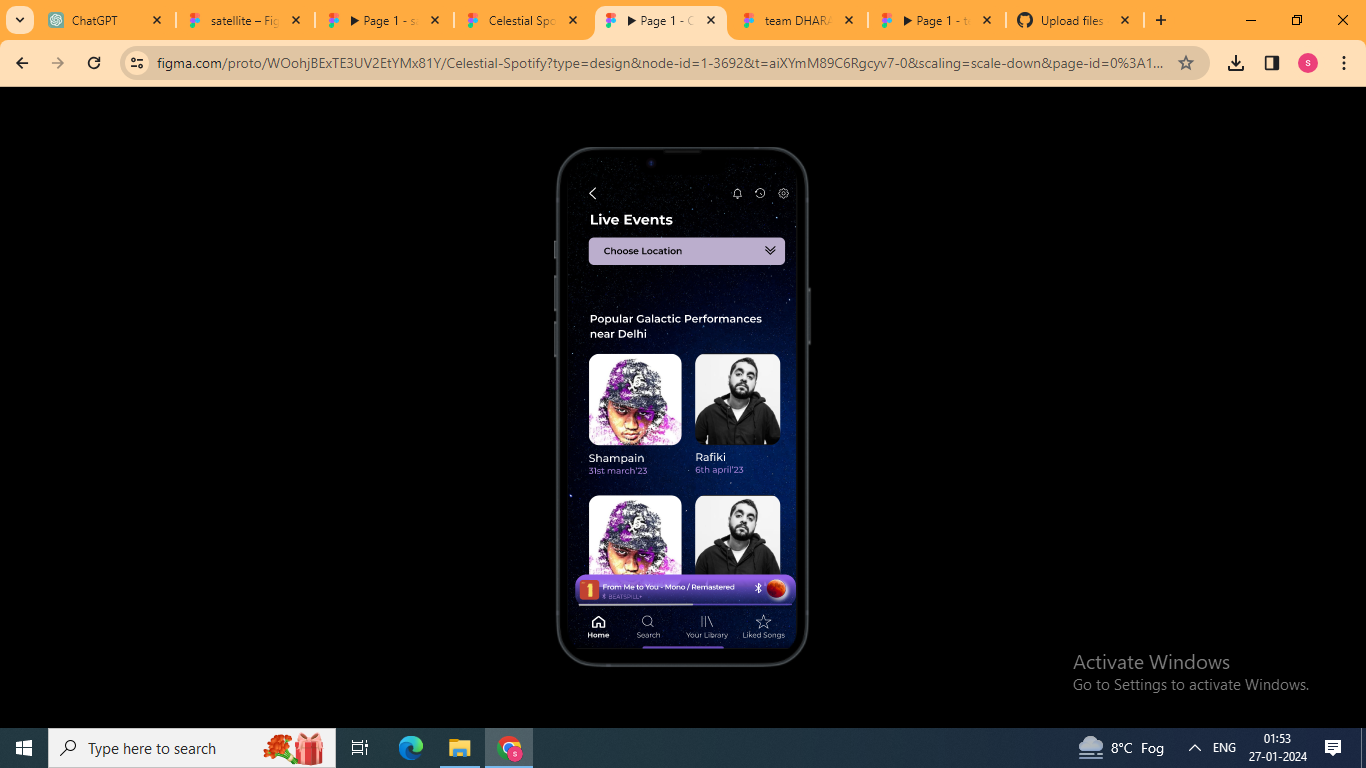 ChatGPT
satellite – Fig
Page 1 - s
Celestial Spo
Page 1 - C
team DHARA
Page 1 - t
Upload files
figma.com/proto/WOohjBExTE3UV2EtYMx81Y/Celestial-Spotify?type=design&node-id=1-3692&t=aiXYmM89C6Rgcyv7-0&scaling=scale-down&page-id=0%3A1...
S
Live Events
Choose Location
Popular Galactic Performances
near Delhi
Shampain
Rafiki
31st march'23
6th april'23
1
From Me to You - Mono / Remastered
BEATSPILL+
Home
Search
Your Library
Liked Songs
Activate Windows
Go to Settings to activate Windows.
Type here to search
8°C Fog
ENG
01:53
27-01-2024